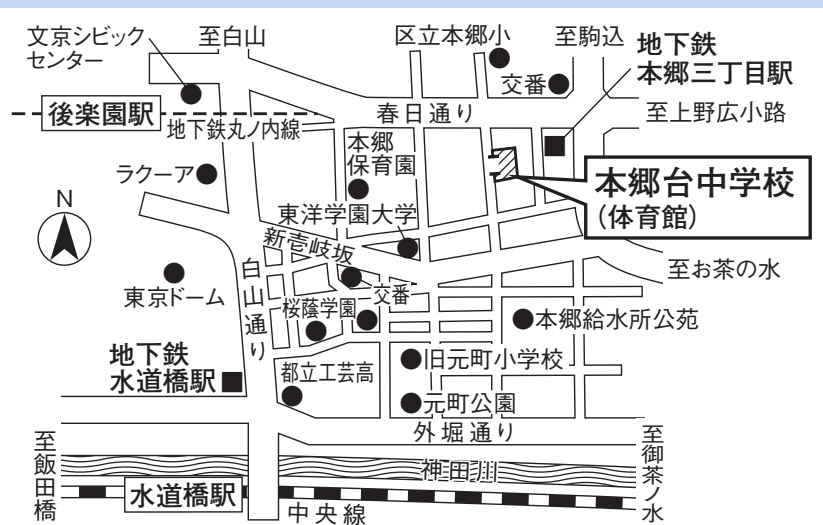 文京シビック
センター
至白山
区立本郷小
至駒込
地下鉄
本郷三丁目駅
交番
春日通り
至上野広小路
後楽園駅
地下鉄丸ノ内線
本郷
保育園
ラクーア
本郷台中学校
(体育館)
N
東洋学園大学
新壱岐坂
至お茶の水
東京ドーム
白山通り
交番
桜蔭学園
本郷給水所公苑
地下鉄
水道橋駅
都立工芸高
旧元町小学校
元町公園
外堀通り
至飯田橋
至御茶ノ水
神田川
水道橋駅
中央線